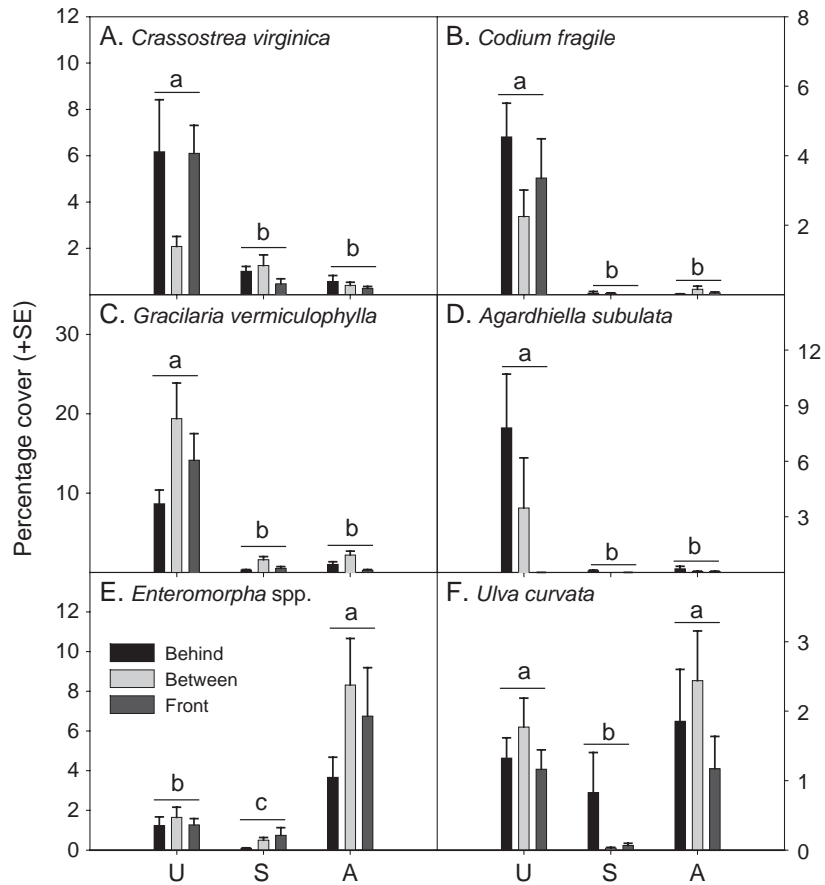 12
10
8
6
4
2
A. Crassostrea virginica
a
b
b
8
6
4
2
B. Codium fragile
a
b
b
Percentage cover (+SE)
30
20
10
C. Gracilaria vermiculophylla
a
b
b
12
9
6
3
D. Agardhiella subulata
a
b
b
12
10
8
6
4
2
0
E. Enteromorpha spp.
Behind
Between
Front
b
c
a
U
S
A
3
2
1
0
F. Ulva curvata
a
b
a
U
S
A